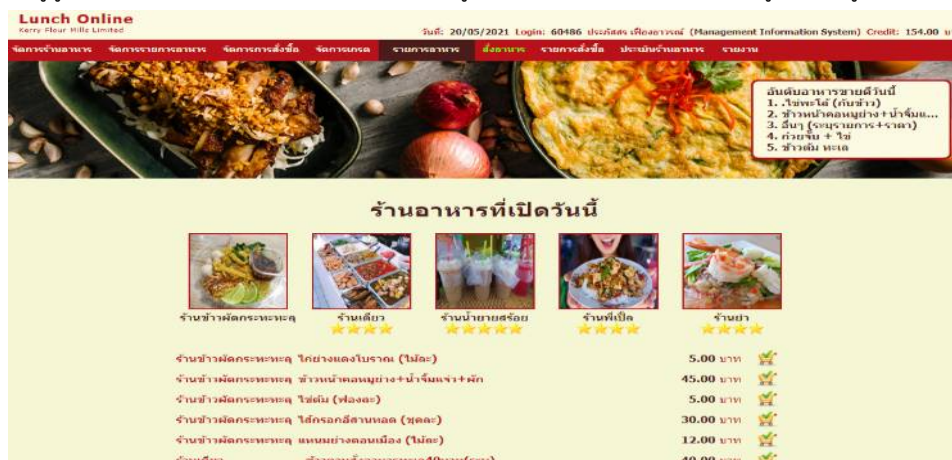 Lunch Online
Kerry Flour Mills Limited
วันที่: 20/05/2021 Login: 60486 (Management Information System) Credit: 154.00
จัดการร้านอาหาร จัดการรายการอาหาร จัดการการสั่งซื้อ จัดการเครดิต รายการอาหาร สั่งอาหาร รายการสั่งซื้อ ประเมินร้านอาหาร รายงาน
อันดับอาหารขายดีวันนี้
1. .ไข่พะโล้ (กับข้าว)
2. ข้าวหน้าคอหมูย่าง+น้ำจิ้มแ...
3. อื่นๆ (ระบุรายการ+ราคา)
4. ก๋วยจั๊บ + ไข่
5. ข้าวต้ม ทะเล
ร้านอาหารที่เปิดวันนี้
ร้านข้าวผัดกระทะทะลุ ร้านเดียว ร้านน้ำยายสร้อย ร้านพี่เปิ้ล ร้านย่า
ร้านข้าวผัดกระทะทะลุ ไก่ย่างแดงโบราณ (ไม้ละ) 5.00 บาท
ร้านข้าวผัดกระทะทะลุ ข้าวหน้าคอหมูย่าง+น้ำจิ้มแจ่ว+ผัก 45.00 บาท
ร้านข้าวผัดกระทะทะลุ ไข่ต้ม (ฟองละ) 5.00 บาท
ร้านข้าวผัดกระทะทะลุ ไส้กรอกอีสานทอด (ชุดละ) 30.00 บาท
ร้านข้าวผัดกระทะทะลุ แหนมย่างดอนเมือง (ไม้ละ) 12.00 บาท